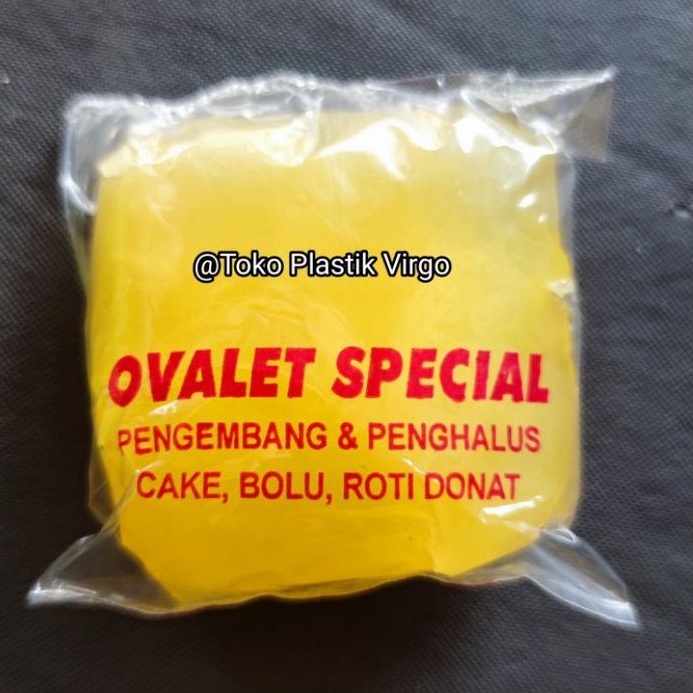 @Toko Plastik Virgo
OVALET SPECIAL
PENGEMBANG & PENGHALUS
CAKE, BOLU, ROTI DONAT